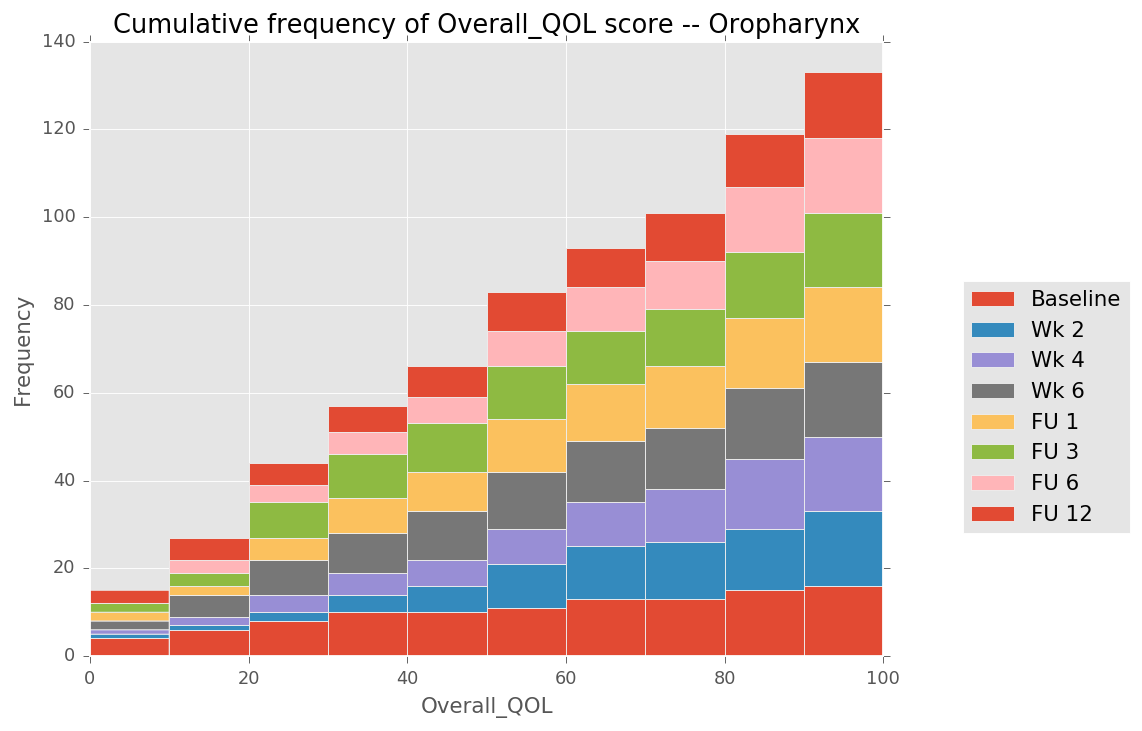 Cumulative frequency of Overall_QOL score -- Oropharynx
140
120
100
80
60
40
20
0
Frequency
0 20 40 60 80 100
Overall_QOL
Baseline
Wk 2
Wk 4
Wk 6
FU 1
FU 3
FU 6
FU 12